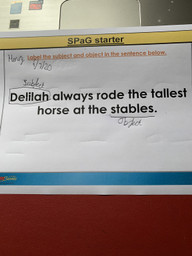 SPaG starter
Label the subject and object in the sentence below.
Subject
Delilah always rode the tallest
horse at the stables.
Object